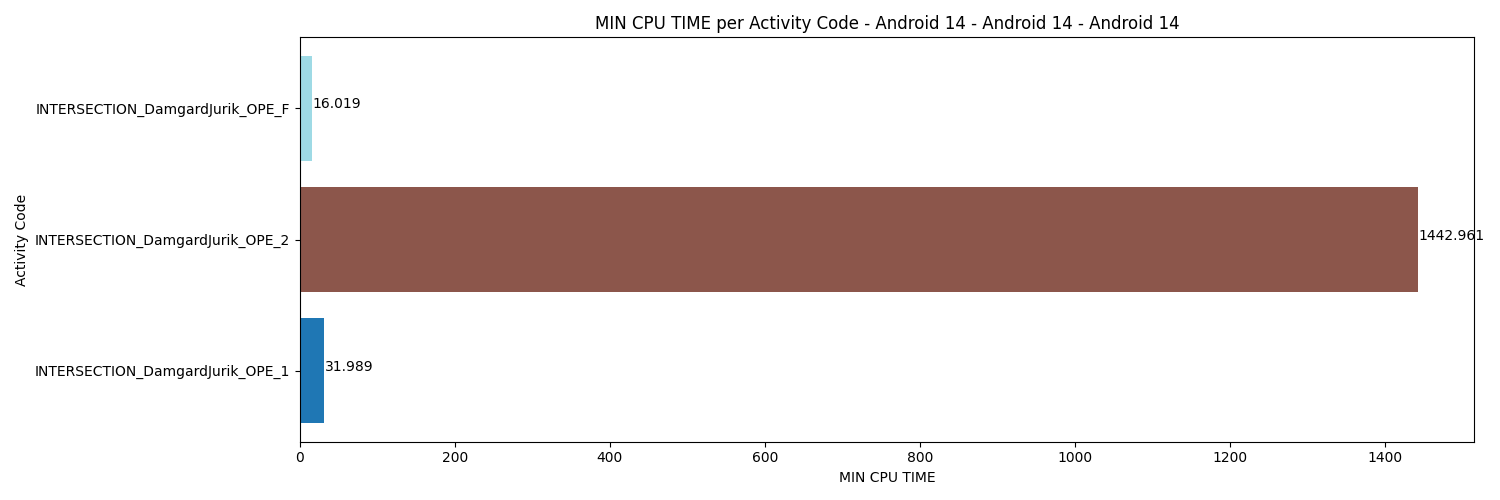 MIN CPU TIME per Activity Code - Android 14 - Android 14 - Android 14
Activity Code
INTERSECTION_DamgardJurik_OPE_F
16.019
INTERSECTION_DamgardJurik_OPE_2
1442.961
INTERSECTION_DamgardJurik_OPE_1
31.989
0 200 400 600 800 1000 1200 1400
MIN CPU TIME